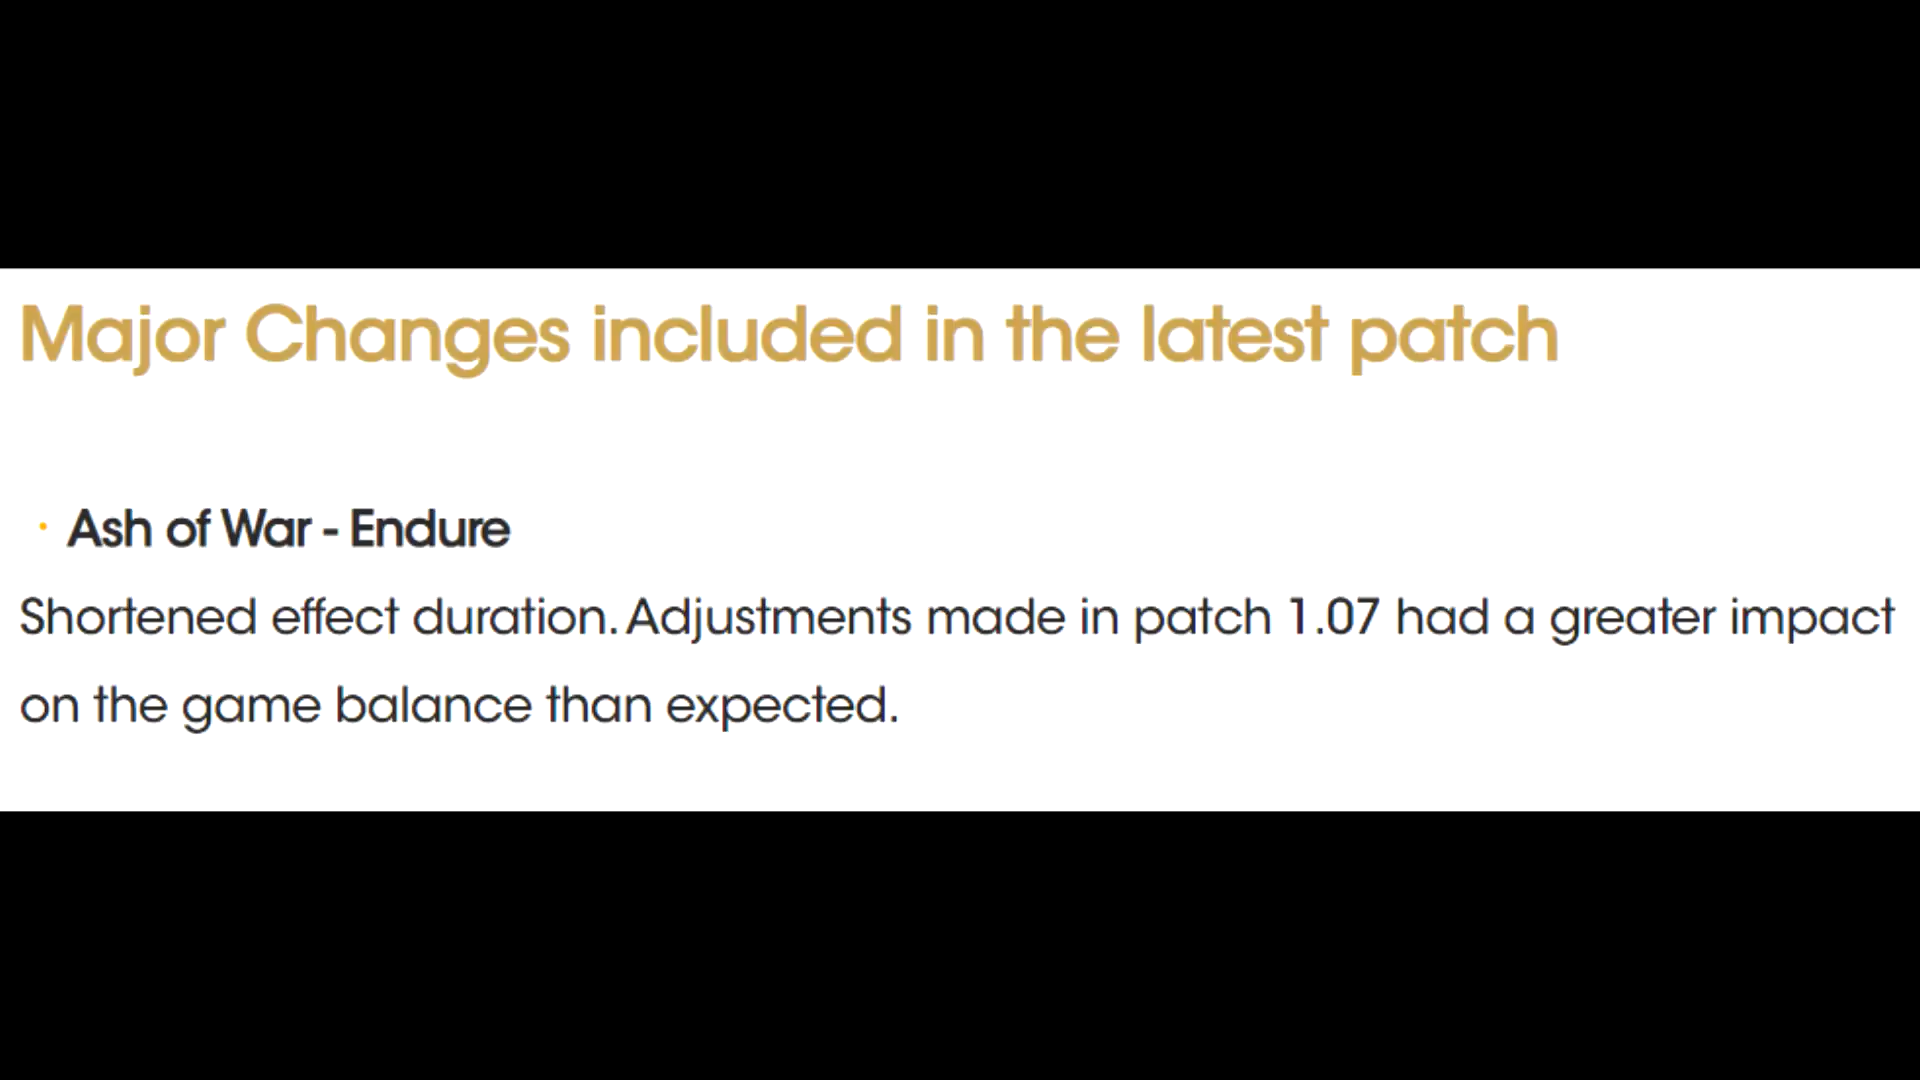 Major Changes included in the latest patch
· Ash of War - Endure
Shortened effect duration. Adjustments made in patch 1.07 had a greater impact
on the game balance than expected.